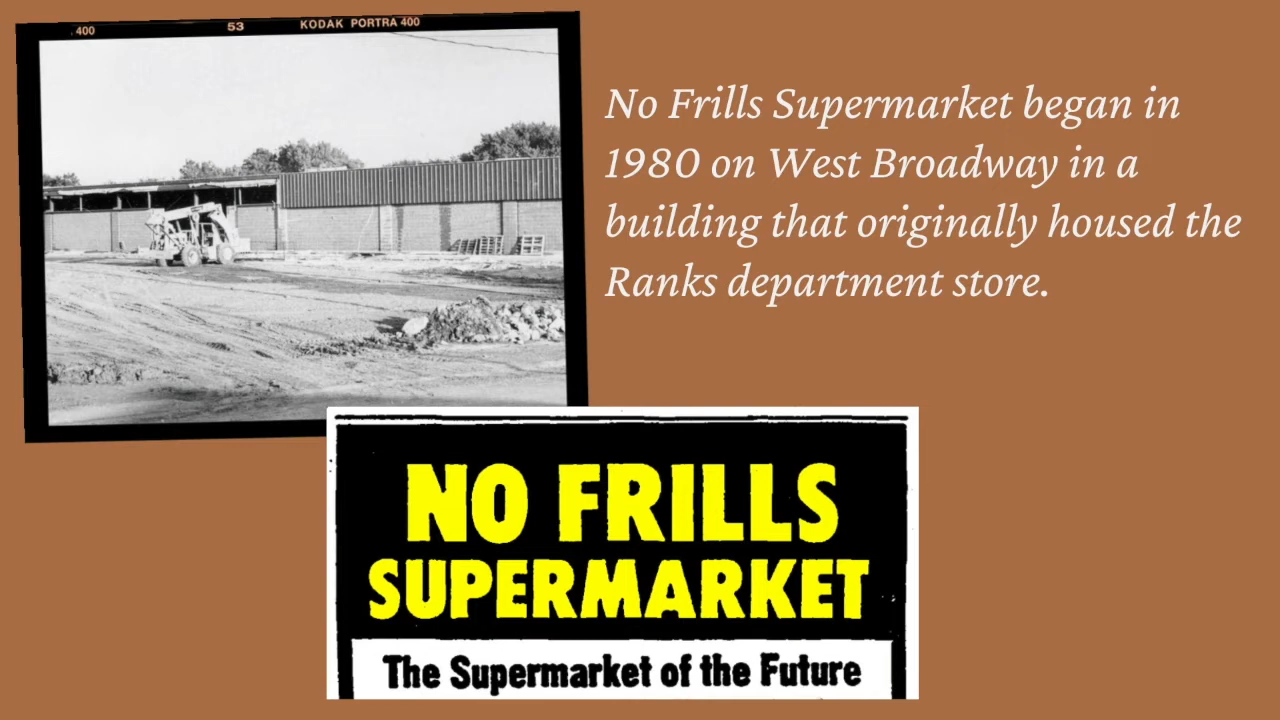 400 53 KODAK PORTRA 400
No Frills Supermarket began in
1980 on West Broadway in a
building that originally housed the
Ranks department store.
NO FRILLS
SUPERMARKET
The Supermarket of the Future